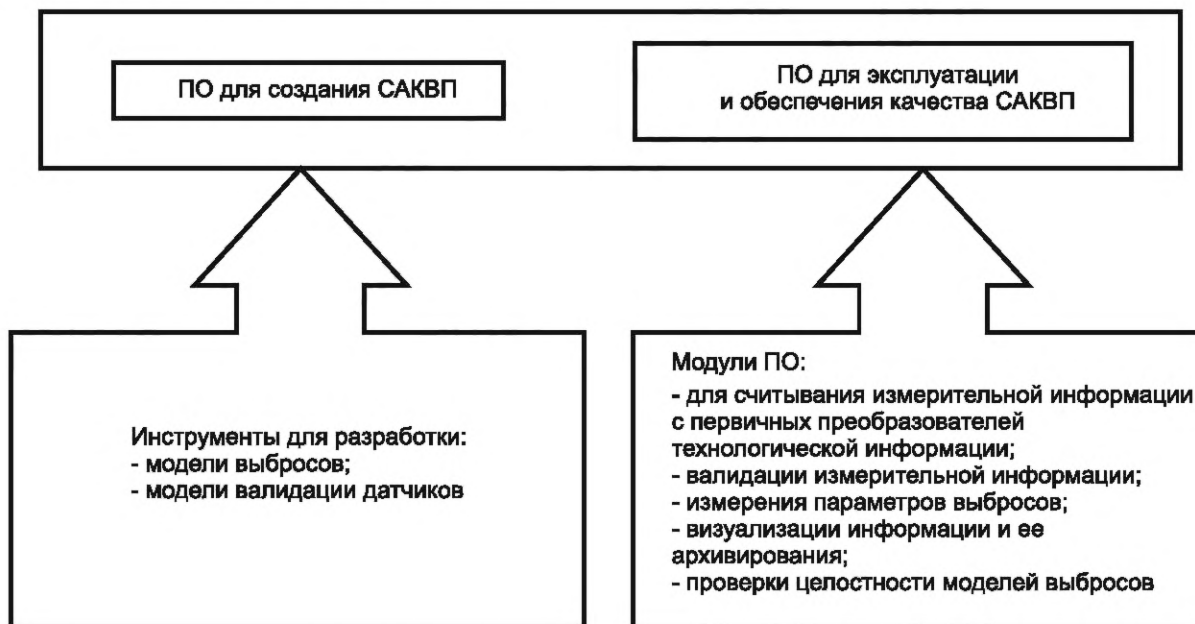 ПО для создания САКВП
ПО для эксплуатации
и обеспечения качества САКВП
Инструменты для разработки:
- модели выбросов;
- модели валидации датчиков
Модули ПО:
- для считывания измерительной информации
с первичных преобразователей
технологической информации;
- валидации измерительной информации;
- измерения параметров выбросов;
- визуализации информации и ее
архивирования;
- проверки целостности моделей выбросов